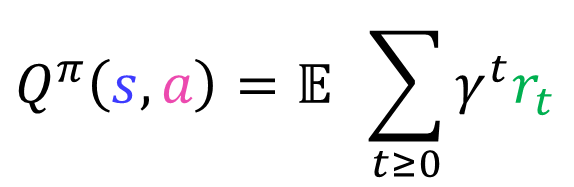 Q^π(s, a) = 𝔼 ∑_{t≥0} γ^t r_t